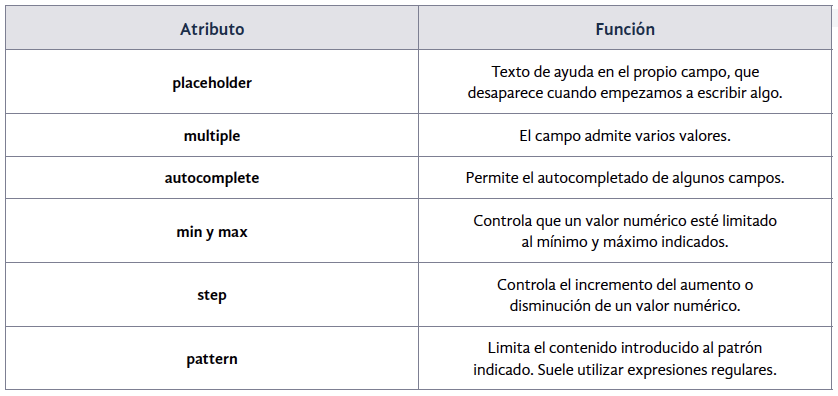 Atributo
Función
placeholder
Texto de ayuda en el propio campo, que
desaparece cuando empezamos a escribir algo.
multiple
El campo admite varios valores.
autocomplete
Permite el autocompletado de algunos campos.
min y max
Controla que un valor numérico esté limitado
al mínimo y máximo indicados.
step
Controla el incremento del aumento o
disminución de un valor numérico.
pattern
Limita el contenido introducido al patrón
indicado. Suele utilizar expresiones regulares.